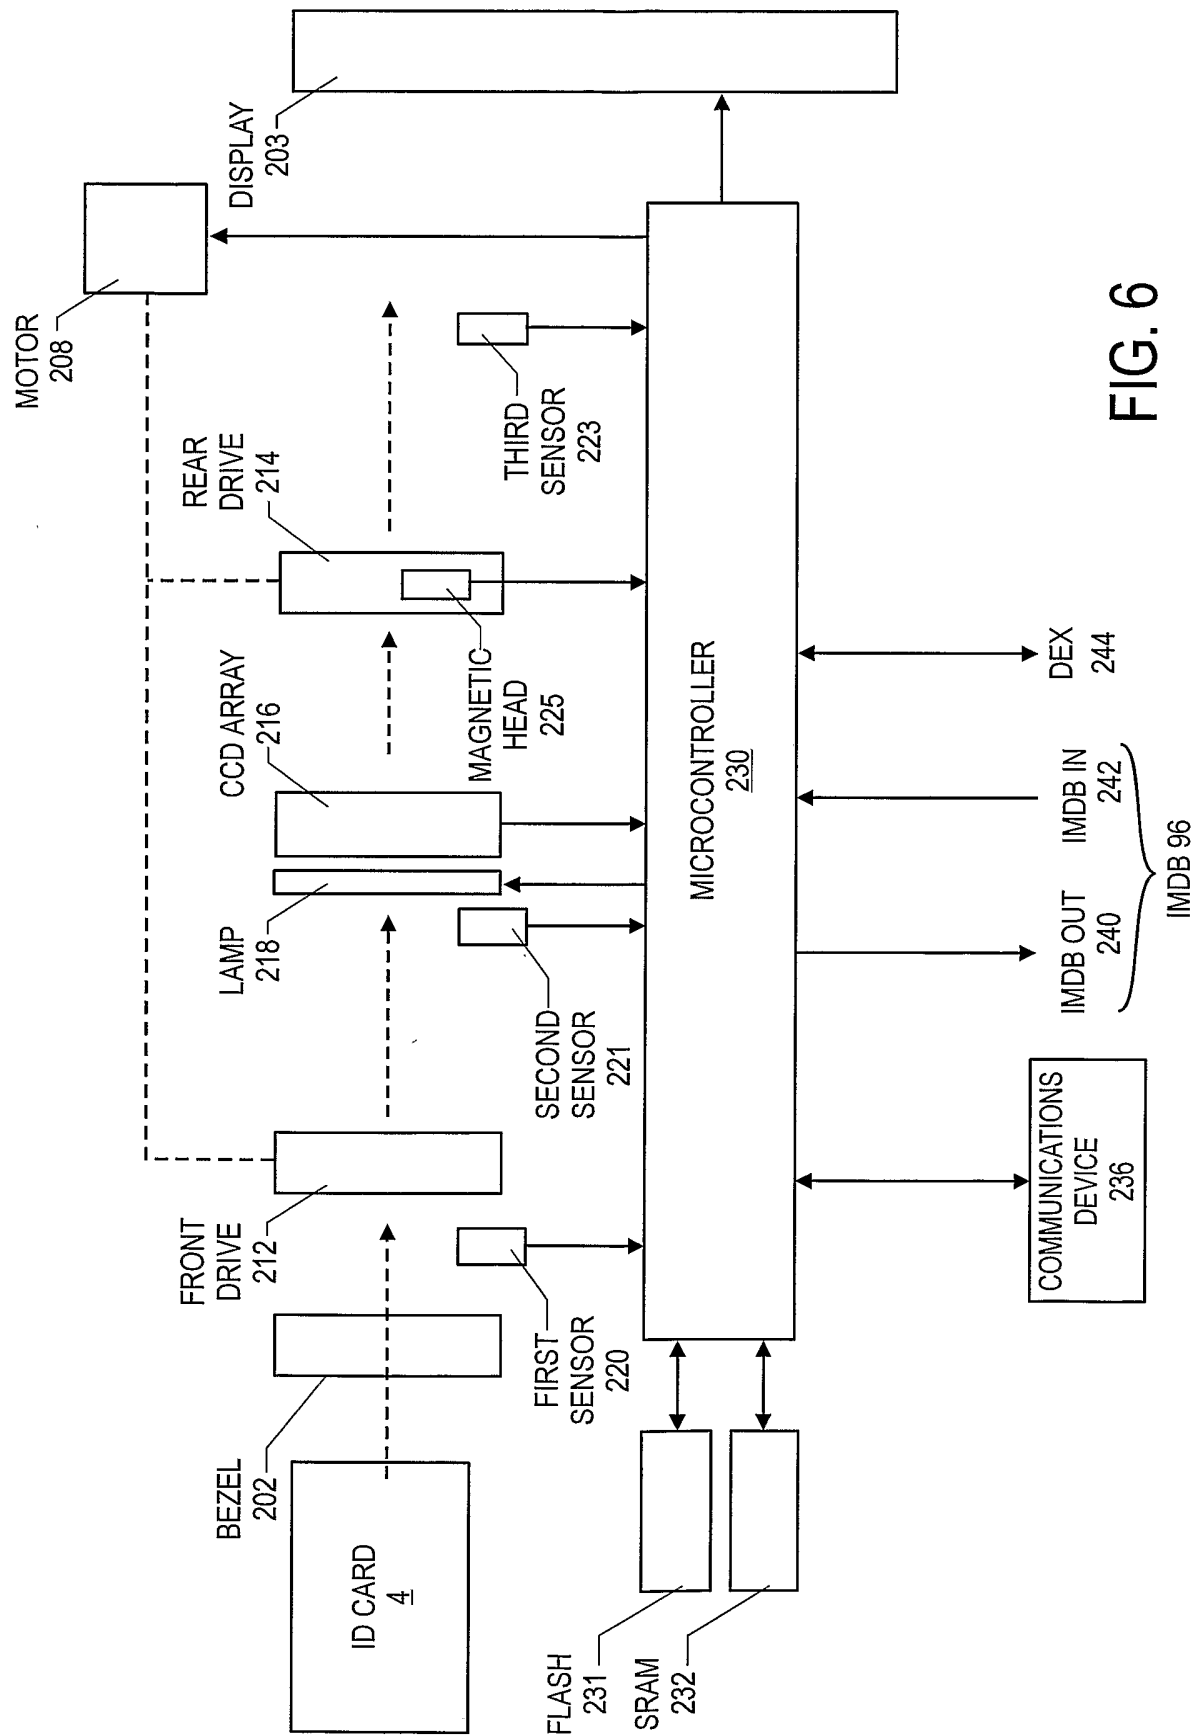 MOTOR
208
DISPLAY
203
REAR
DRIVE
214
CCD ARRAY
216
LAMP
218
FRONT
DRIVE
212
BEZEL
202
ID CARD
4
THIRD
SENSOR
223
MAGNETIC
HEAD
225
SECOND
SENSOR
221
FIRST
SENSOR
220
FLASH
231
SRAM
232
MICROCONTROLLER
230
COMMUNICATIONS
DEVICE
236
IMDB OUT
240
IMDB IN
242
IMDB 96
DEX
244
FIG. 6